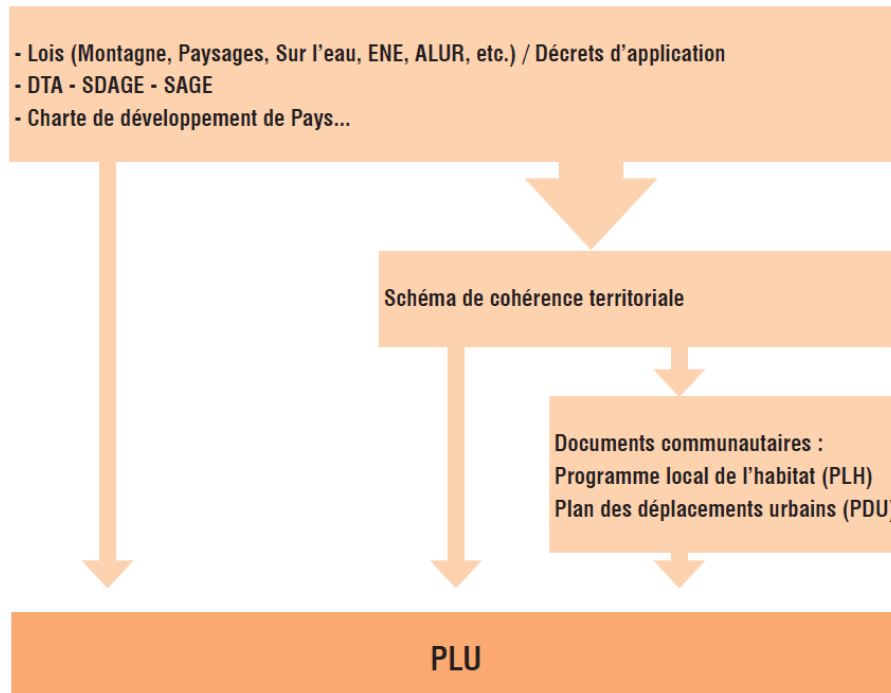 - Lois (Montagne, Paysages, Sur l’eau, ENE, ALUR, etc.) / Décrets d’application
- DTA - SDAGE - SAGE
- Charte de développement de Pays...
Schéma de cohérence territoriale
Documents communautaires :
Programme local de l’habitat (PLH)
Plan des déplacements urbains (PDU)
PLU